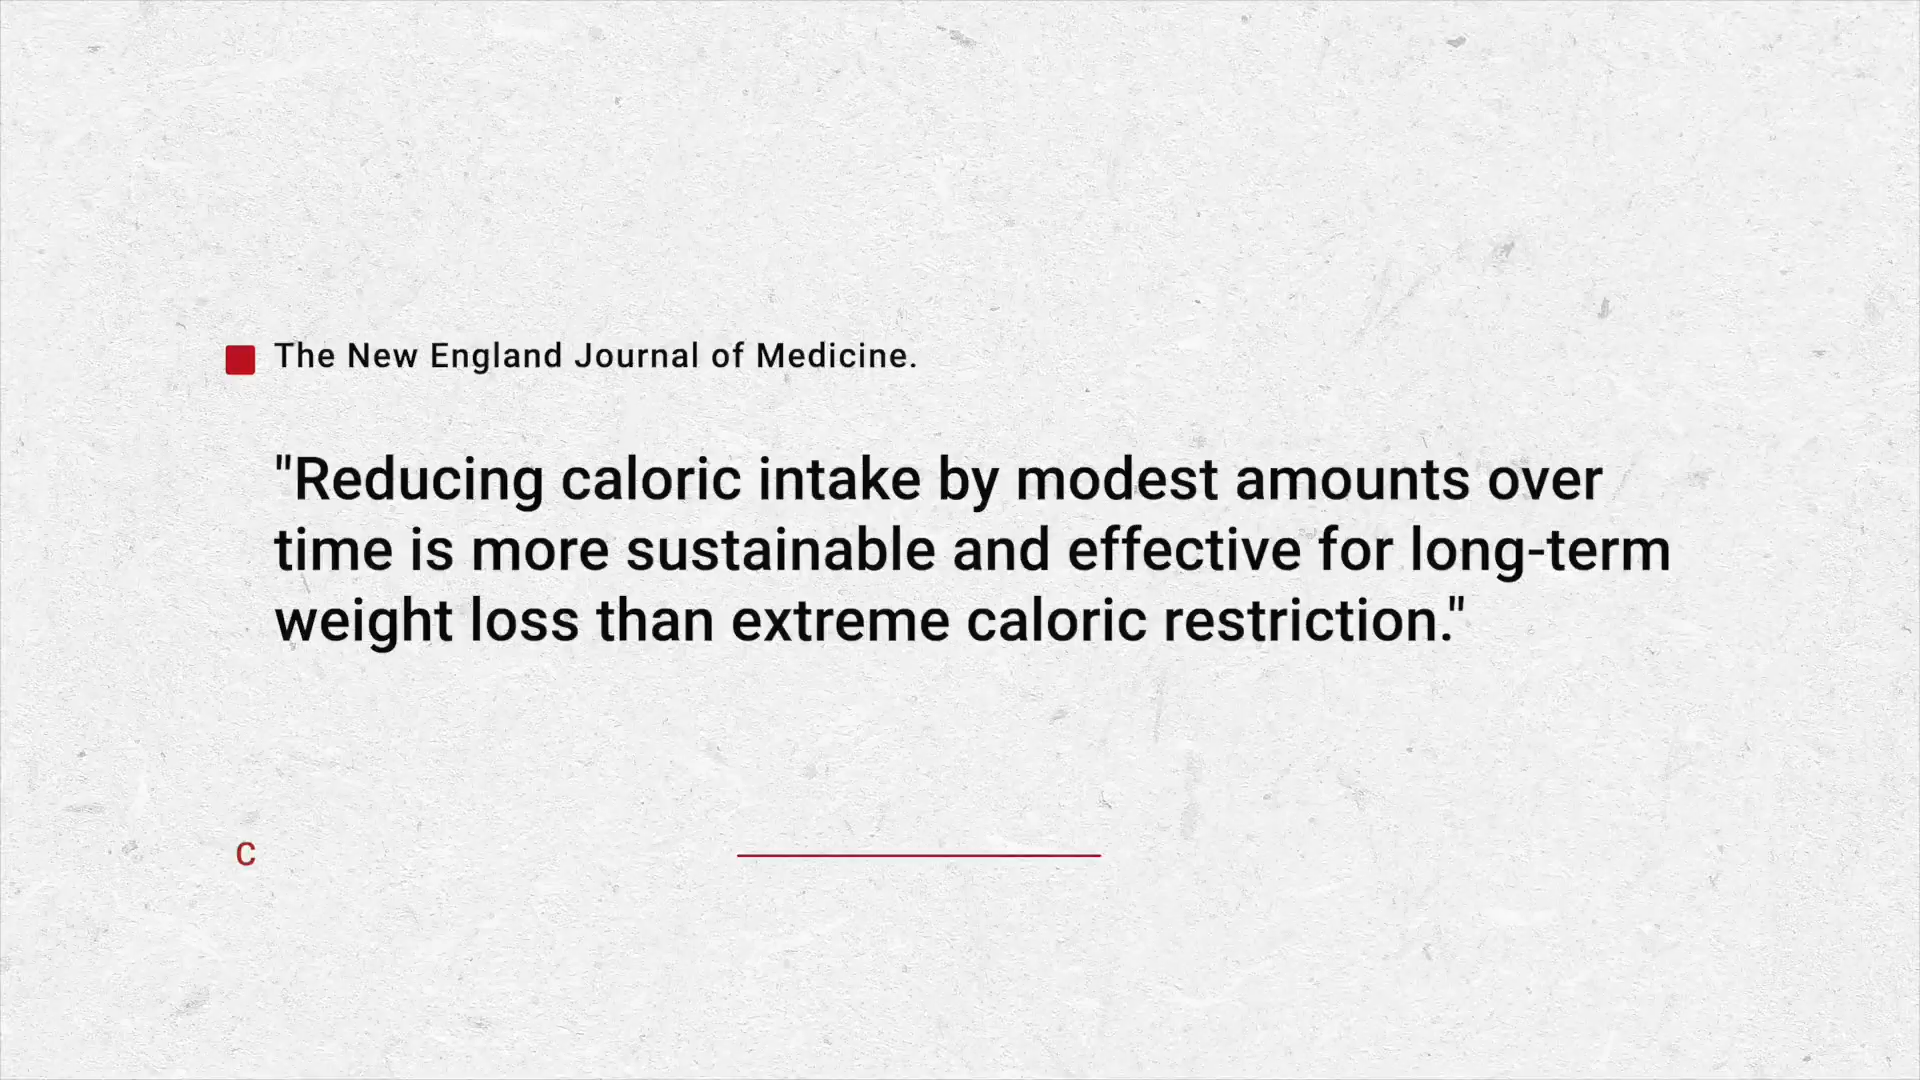 The New England Journal of Medicine.
"Reducing caloric intake by modest amounts over
time is more sustainable and effective for long-term
weight loss than extreme caloric restriction."
C